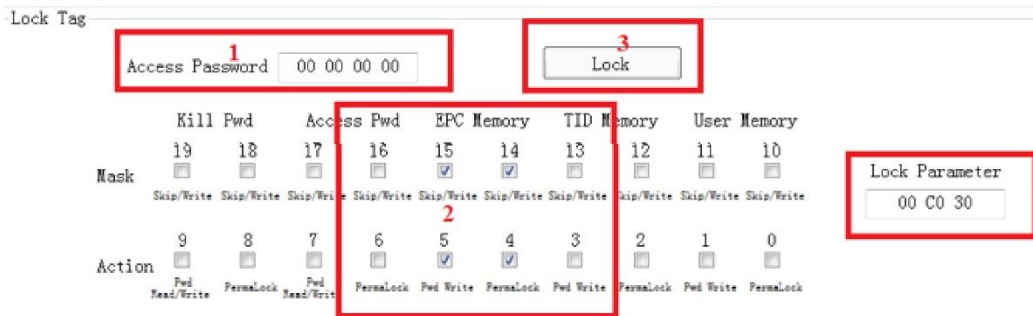 Lock Tag
1
3
Access Password 00 00 00 00 Lock
Kill Pwd Access Pwd EPC Memory TID Memory User Memory
19 18 17 16 15 14 13 12 11 10
Mask
Lock Parameter
Skip/Write Skip/Write Skip/Write Skip/Write Skip/Write Skip/Write Skip/Write Skip/Write Skip/Write Skip/Write
00 C0 30
2
9 8 7 6 5 4 3 2 1 0
Action
Pwd Read/Write PermaLock Pwd Read/Write PermaLock Pwd Write PermaLock Pwd Write PermaLock Pwd Write PermaLock